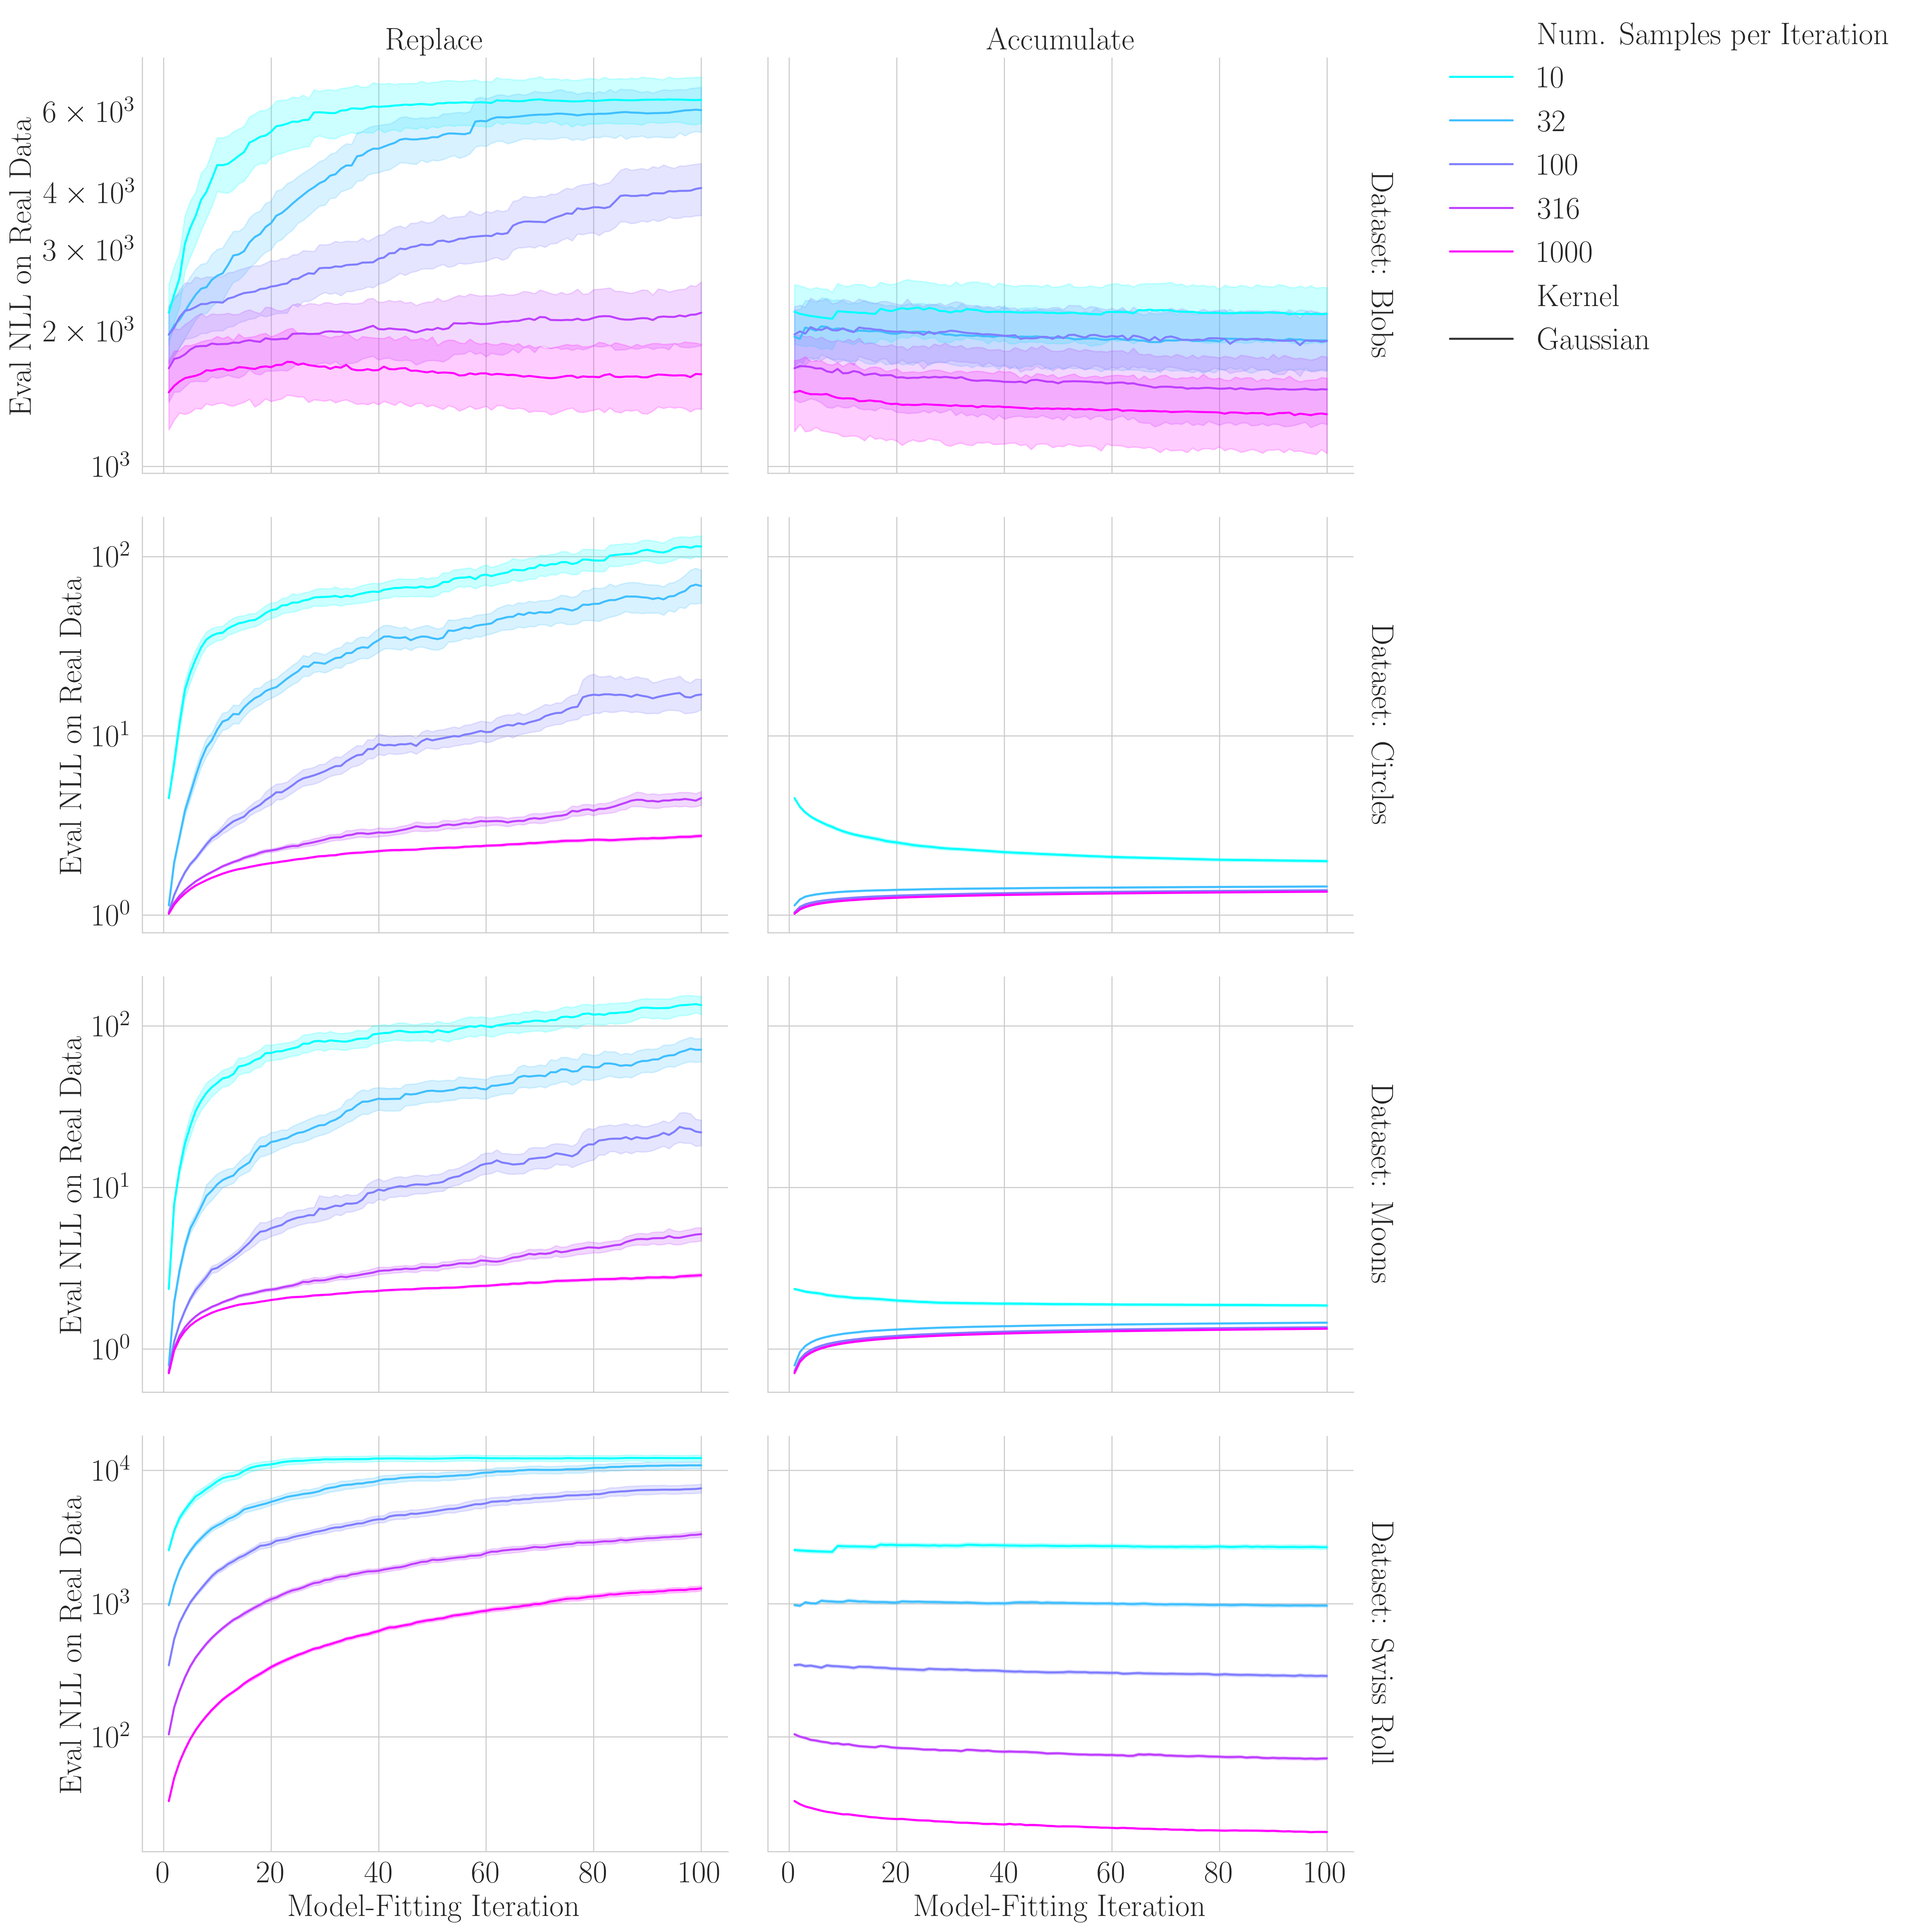 Replace
Accumulate
Num. Samples per Iteration
10
32
100
316
1000
Kernel
Gaussian
Eval NLL on Real Data
6 × 10³
4 × 10³
3 × 10³
2 × 10³
10³
Dataset: Blobs
Eval NLL on Real Data
10²
10¹
10⁰
Dataset: Circles
Eval NLL on Real Data
10²
10¹
10⁰
Dataset: Moons
Eval NLL on Real Data
10⁴
10³
10²
Dataset: Swiss Roll
0 20 40 60 80 100
0 20 40 60 80 100
Model-Fitting Iteration
Model-Fitting Iteration